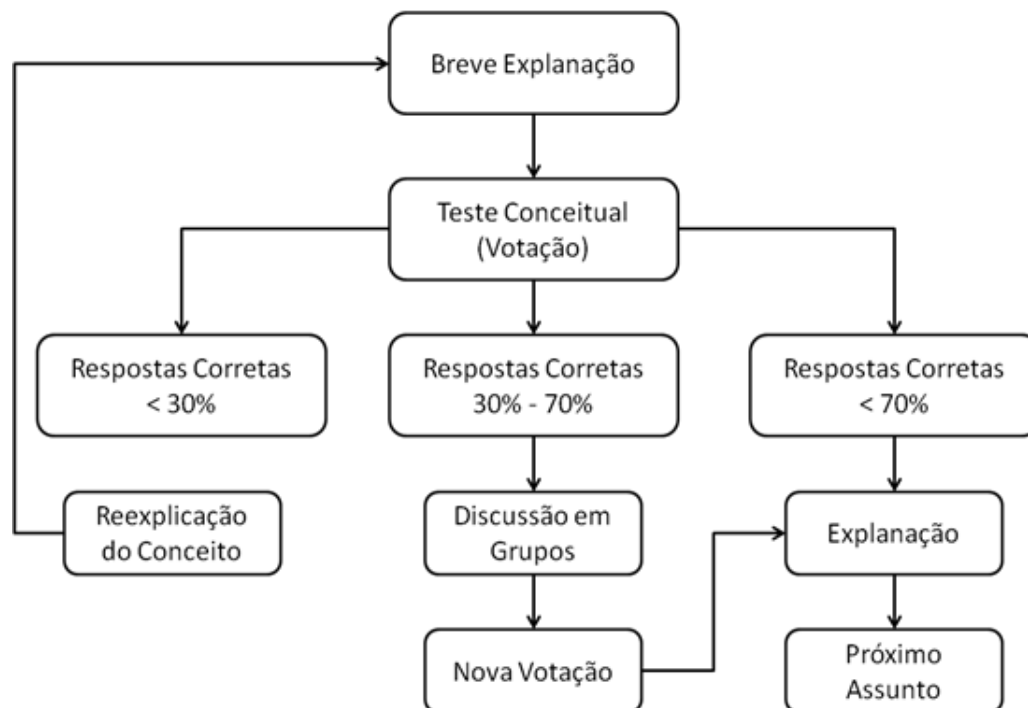 Breve Explanação
Teste Conceitual
(Votação)
Respostas Corretas
< 30%
Respostas Corretas
30% - 70%
Respostas Corretas
< 70%
Reexplicação
do Conceito
Discussão em
Grupos
Explanação
Nova Votação
Próximo
Assunto